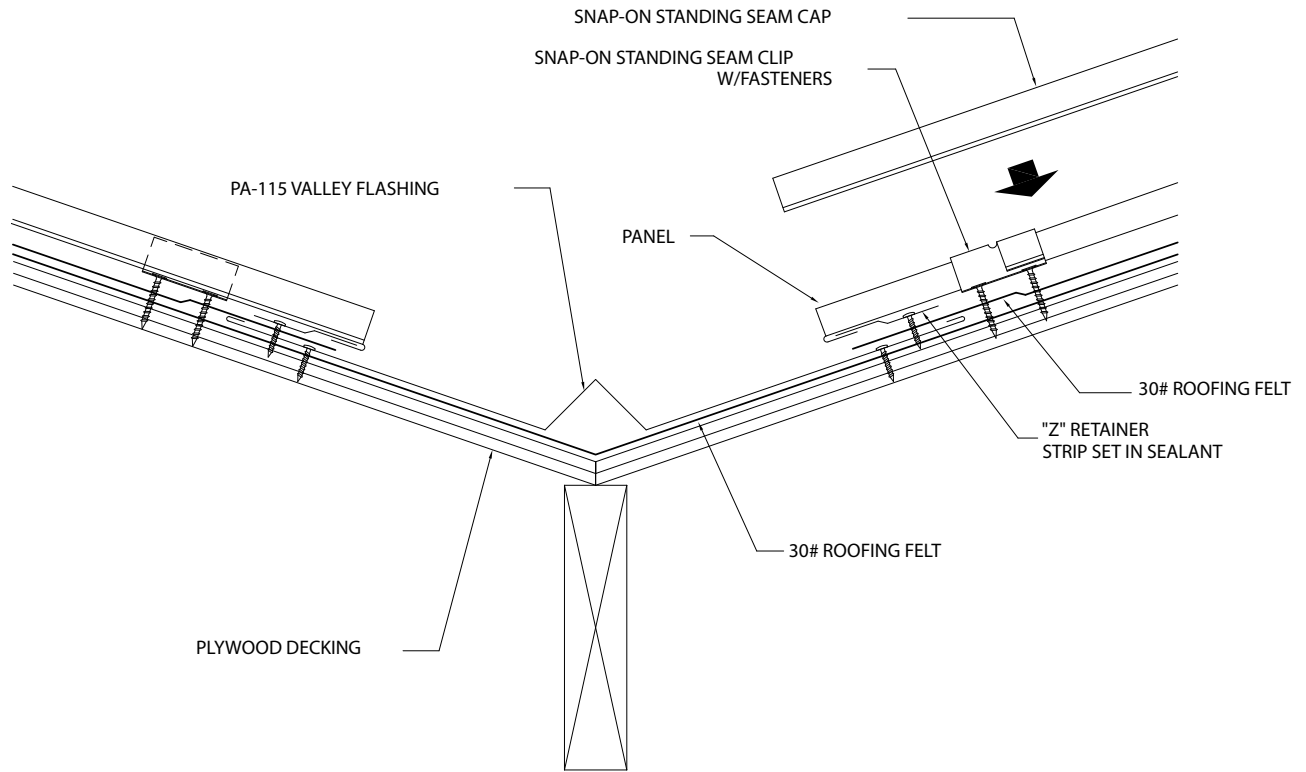 SNAP-ON STANDING SEAM CAP
SNAP-ON STANDING SEAM CLIP
W/FASTENERS
PA-115 VALLEY FLASHING
PANEL
30# ROOFING FELT
"Z" RETAINER
STRIP SET IN SEALANT
30# ROOFING FELT
PLYWOOD DECKING